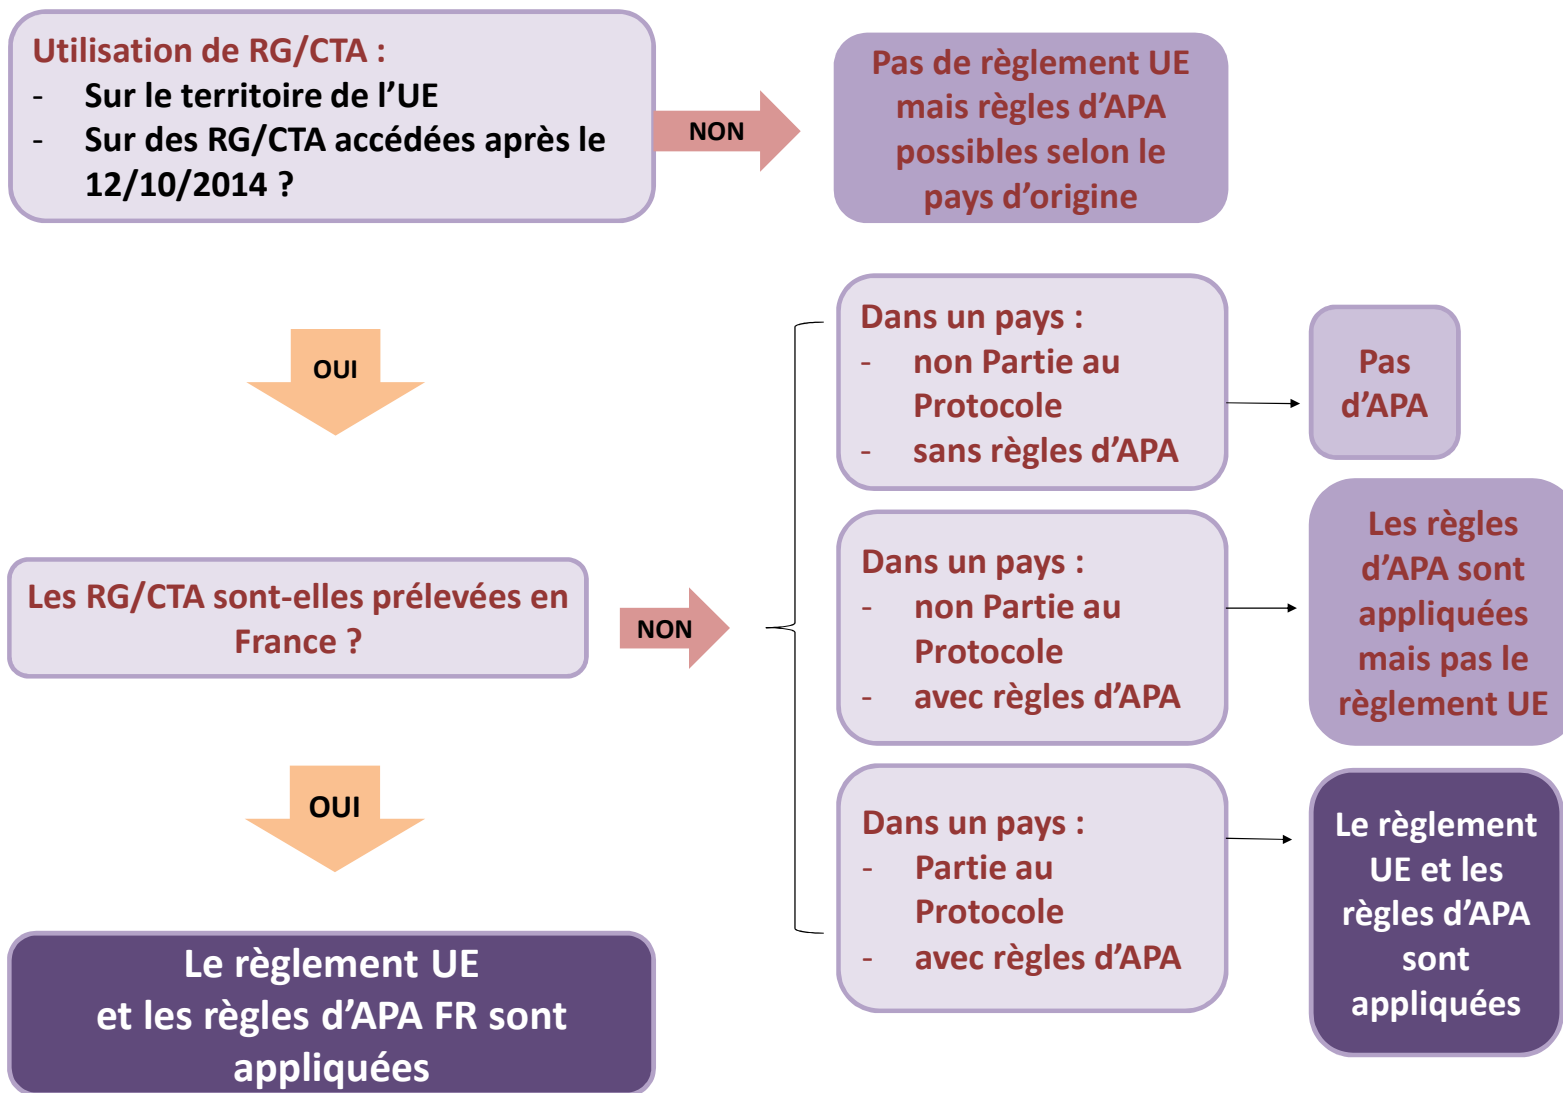 Utilisation de RG/CTA :
- Sur le territoire de l’UE
- Sur des RG/CTA accédées après le
12/10/2014 ?
NON
Pas de règlement UE
mais règles d’APA
possibles selon le
pays d’origine
OUI
Les RG/CTA sont-elles prélevées en
France ?
NON
Dans un pays :
- non Partie au
Protocole
- sans règles d’APA
Pas
d’APA
Dans un pays :
- non Partie au
Protocole
- avec règles d’APA
Les règles
d’APA sont
appliquées
mais pas le
règlement UE
Dans un pays :
- Partie au
Protocole
- avec règles d’APA
Le règlement
UE et les
règles d’APA
sont
appliquées
OUI
Le règlement UE
et les règles d’APA FR sont
appliquées